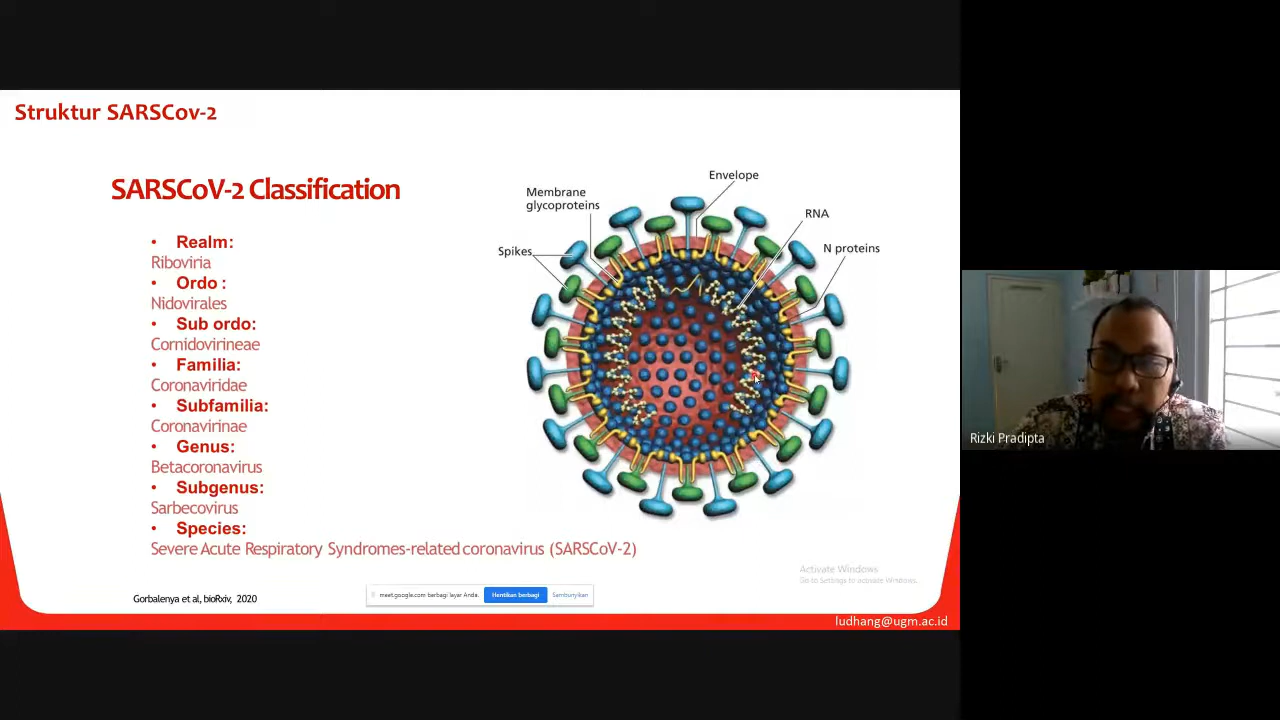 Struktur SARSCov-2
SARSCoV-2 Classification
• Realm:
Riboviria
• Ordo :
Nidovirales
• Sub ordo:
Cornidovirineae
• Familia:
Coronaviridae
• Subfamilia:
Coronavirinae
• Genus:
Betacoronavirus
• Subgenus:
Sarbecovirus
• Species:
Severe Acute Respiratory Syndromes-related coronavirus (SARSCoV-2)
Envelope
Membrane
glycoproteins
RNA
Spikes
N proteins
Rizki Pradipta
Activate Windows
Go to Settings to activate Windows.
Gorbalenya et al, bioRxiv, 2020
meet.google.com berbagi layar Anda.
Hentikan berbagi
Sembunyikan
ludhang@ugm.ac.id